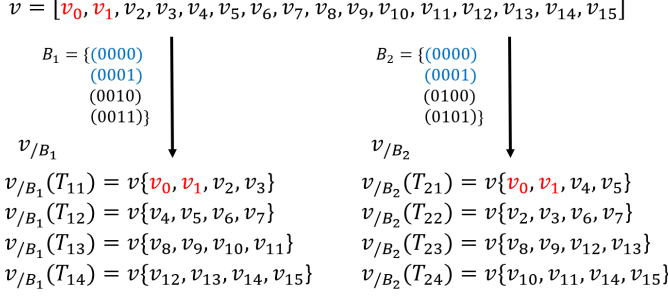 v = [v₀, v₁, v₂, v₃, v₄, v₅, v₆, v₇, v₈, v₉, v₁₀, v₁₁, v₁₂, v₁₃, v₁₄, v₁₅]
B₁ = {(0000)
(0001)
(0010)
(0011)}
B₂ = {(0000)
(0001)
(0100)
(0101)}
v/B₁
v/B₁(T₁₁) = v{v₀, v₁, v₂, v₃}
v/B₁(T₁₂) = v{v₄, v₅, v₆, v₇}
v/B₁(T₁₃) = v{v₈, v₉, v₁₀, v₁₁}
v/B₁(T₁₄) = v{v₁₂, v₁₃, v₁₄, v₁₅}
v/B₂
v/B₂(T₂₁) = v{v₀, v₁, v₄, v₅}
v/B₂(T₂₂) = v{v₂, v₃, v₆, v₇}
v/B₂(T₂₃) = v{v₈, v₉, v₁₂, v₁₃}
v/B₂(T₂₄) = v{v₁₀, v₁₁, v₁₄, v₁₅}